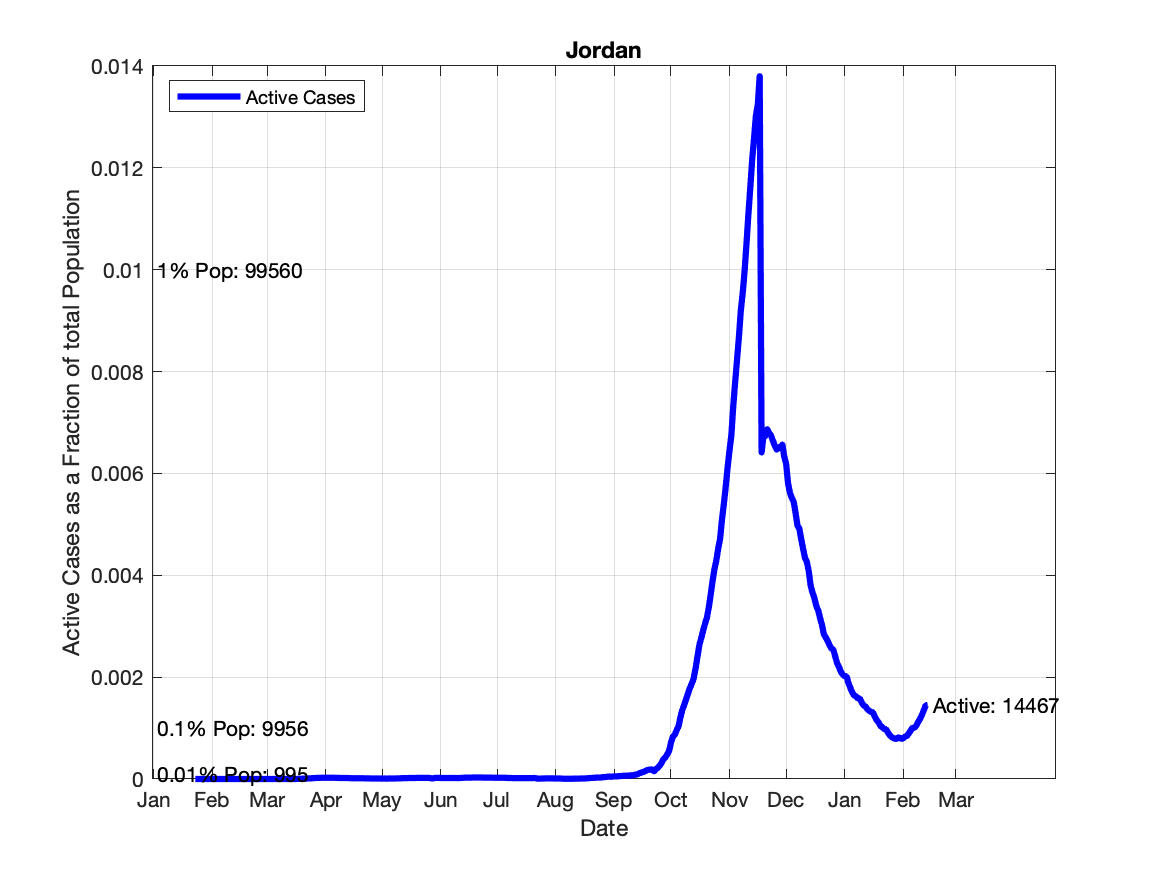 Jordan
Active Cases
Active Cases as a Fraction of total Population
0.014
0.012
0.01
0.008
0.006
0.004
0.002
0
1% Pop: 99560
0.1% Pop: 9956
0.01% Pop: 995
Active: 14467
Jan Feb Mar Apr May Jun Jul Aug Sep Oct Nov Dec Jan Feb Mar
Date